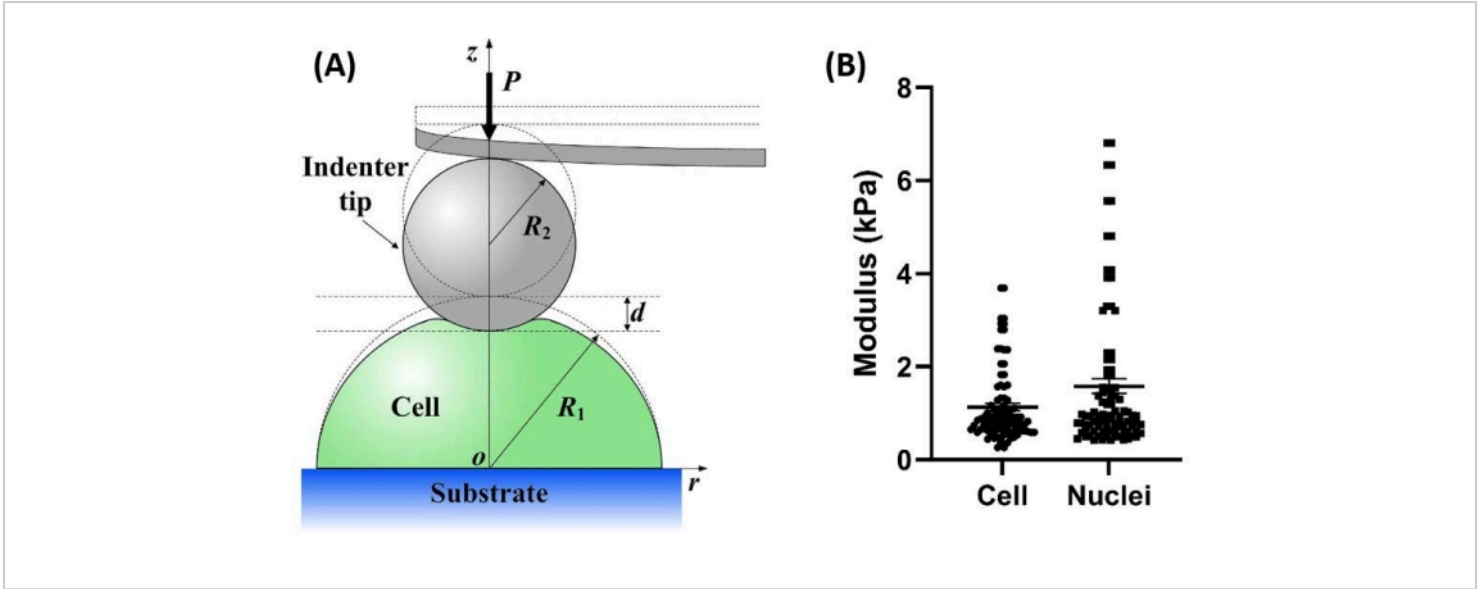 (A)
z
P
Indenter
tip
R2
d
Cell
R1
o
r
Substrate
(B)
Modulus (kPa)
8
6
4
2
0
Cell
Nuclei